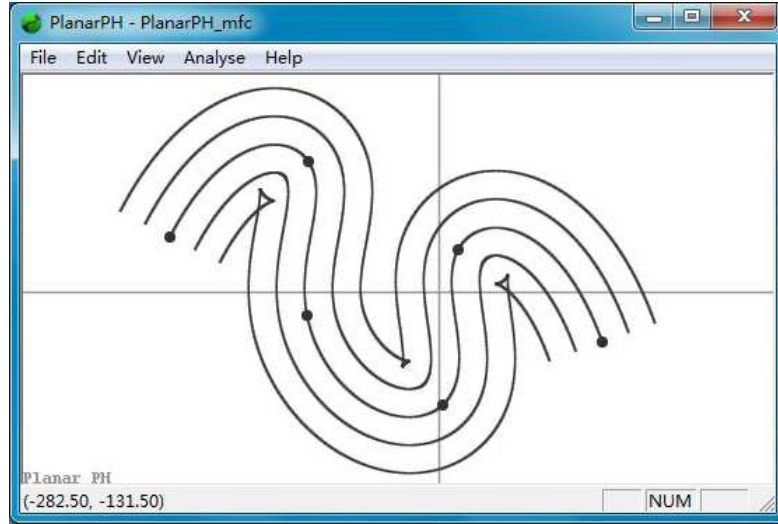 PlanarPH - PlanarPH_mfc
File Edit View Analyse Help
Planar PH
(-282.50, -131.50)
NUM